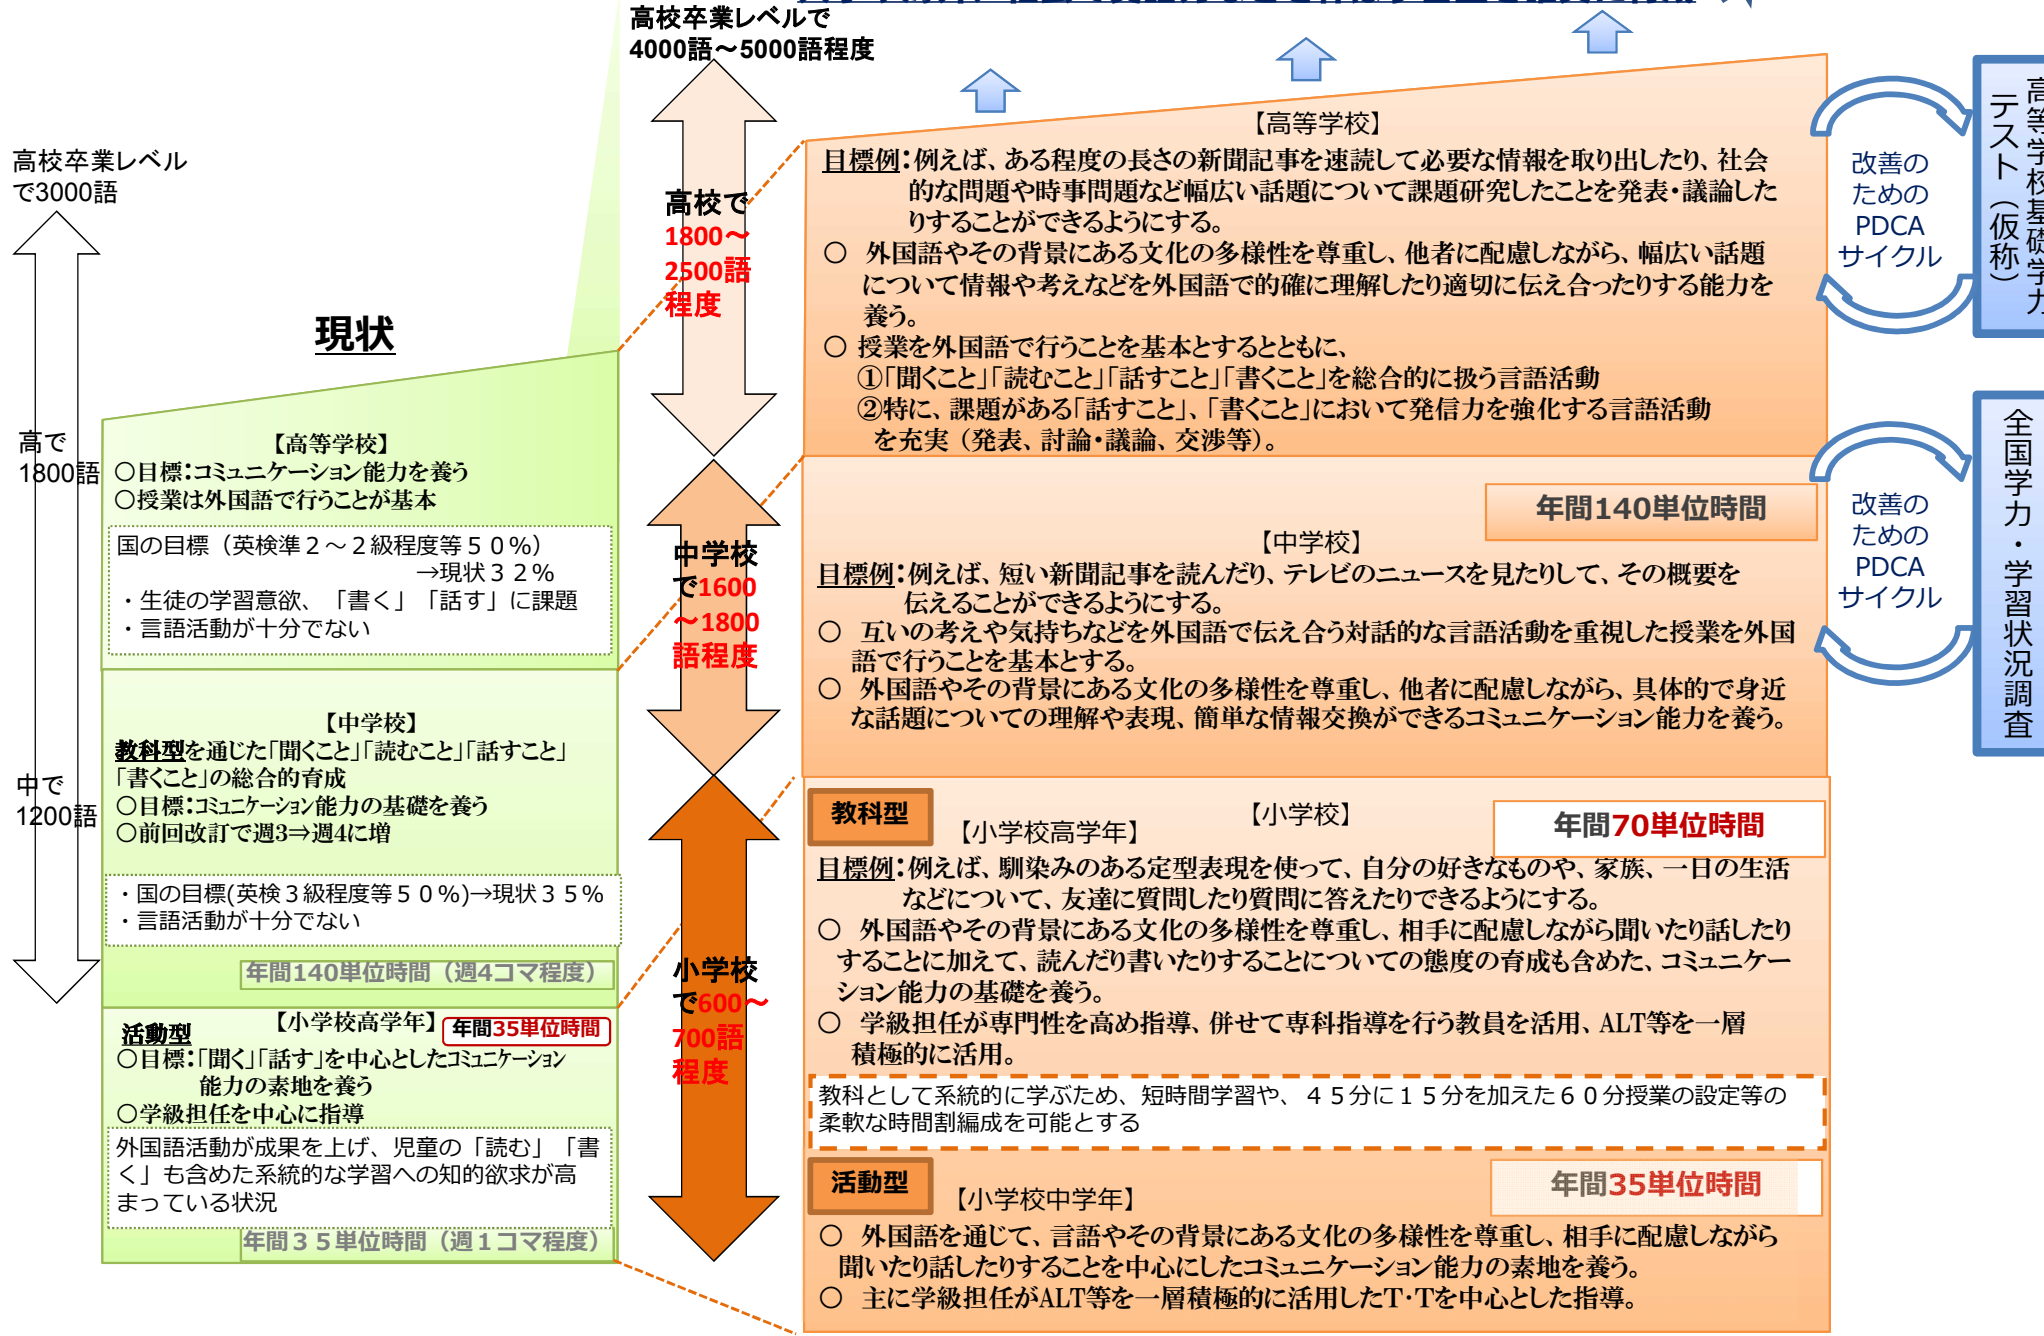 高校卒業レベルで
4000語～5000語程度
高校卒業レベル
で3000語
高で
1800語
中で
1200語
現状
【高等学校】
○目標：コミュニケーション能力を養う
○授業は外国語で行うことが基本
国の目標（英検準２～２級程度等５０％）
→現状３２％
・生徒の学習意欲、「書く」「話す」に課題
・言語活動が十分でない
【中学校】
教科型を通じた「聞くこと」「読むこと」「話すこと」
「書くこと」の総合的育成
○目標：コミュニケーション能力の基礎を養う
○前回改訂で週3⇒週4に増
・国の目標(英検３級程度等５０％)→現状３５％
・言語活動が十分でない
年間140単位時間（週4コマ程度）
活動型
【小学校高学年】
年間35単位時間
○目標：「聞く」「話す」を中心としたコミュニケーション
能力の素地を養う
○学級担任を中心に指導
外国語活動が成果を上げ、児童の「読む」「書
く」も含めた系統的な学習への知的欲求が高
まっている状況
年間３５単位時間（週１コマ程度）
高校で
1800～
2500語
程度
中学校
で1600
～1800
語程度
小学校
で600～
700語
程度
【高等学校】
目標例：例えば、ある程度の長さの新聞記事を速読して必要な情報を取り出したり、社会
的な問題や時事問題など幅広い話題について課題研究したことを発表・議論した
りすることができるようにする。
○ 外国語やその背景にある文化の多様性を尊重し、他者に配慮しながら、幅広い話題
について情報や考えなどを外国語で的確に理解したり適切に伝え合ったりする能力を
養う。
○ 授業を外国語で行うことを基本とするとともに、
①「聞くこと」「読むこと」「話すこと」「書くこと」を総合的に扱う言語活動
②特に、課題がある「話すこと」、「書くこと」において発信力を強化する言語活動
を充実（発表、討論・議論、交渉等）。
年間140単位時間
【中学校】
目標例：例えば、短い新聞記事を読んだり、テレビのニュースを見たりして、その概要を
伝えることができるようにする。
○ 互いの考えや気持ちなどを外国語で伝え合う対話的な言語活動を重視した授業を外国
語で行うことを基本とする。
○ 外国語やその背景にある文化の多様性を尊重し、他者に配慮しながら、具体的で身近
な話題についての理解や表現、簡単な情報交換ができるコミュニケーション能力を養う。
教科型
【小学校高学年】
【小学校】
年間70単位時間
目標例：例えば、馴染みのある定型表現を使って、自分の好きなものや、家族、一日の生活
などについて、友達に質問したり質問に答えたりできるようにする。
○ 外国語やその背景にある文化の多様性を尊重し、相手に配慮しながら聞いたり話したり
することに加えて、読んだり書いたりすることについての態度の育成も含めた、コミュニケー
ション能力の基礎を養う。
○ 学級担任が専門性を高め指導、併せて専科指導を行う教員を活用、ALT等を一層
積極的に活用。
教科として系統的に学ぶため、短時間学習や、４５分に１５分を加えた６０分授業の設定等の
柔軟な時間割編成を可能とする
活動型
【小学校中学年】
年間35単位時間
○ 外国語を通じて、言語やその背景にある文化の多様性を尊重し、相手に配慮しながら
聞いたり話したりすることを中心にしたコミュニケーション能力の素地を養う。
○ 主に学級担任がALT等を一層積極的に活用したT・Tを中心とした指導。
改善の
ための
PDCA
サイクル
高等学校基礎学力
テスト（仮称）
改善の
ための
PDCA
サイクル
全国学力・学習状況調査